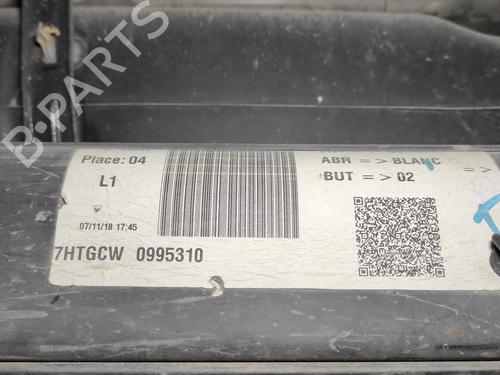 B-PARTS
Place: 04
L1
07/11/18 17:45
7HTGCW 0995310
ABR = > BLANC = >
BUT = > 02